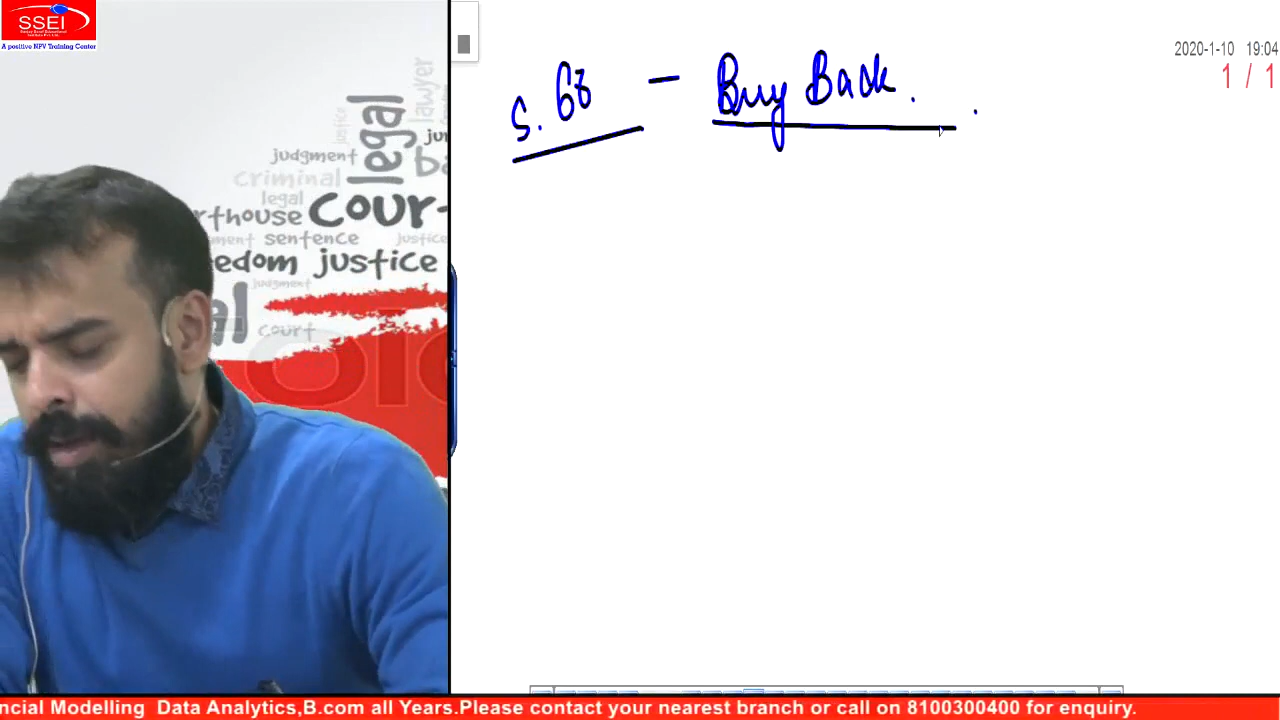 SSEI
A positive NPV Training Center
2020-1-10 19:04
1 / 1
S. 68 - Buy Back.
lawyer
justice
legal
judgment
criminal
legal
rthouse cour
sentence justice
edom justice
judgment
al
court
ncial Modelling Data Analytics,B.com all Years.Please contact your nearest branch or call on 8100300400 for enquiry.